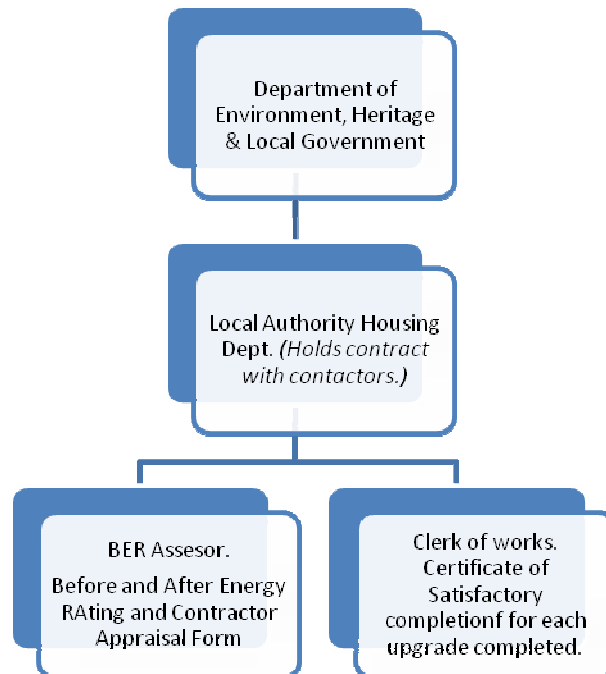 Department of
Environment, Heritage
& Local Government
Local Authority Housing
Dept. (Holds contract
with contactors.)
BER Assesor.
Before and After Energy
RAting and Contractor
Appraisal Form
Clerk of works.
Certificate of
Satisfactory
completionf for each
upgrade completed.